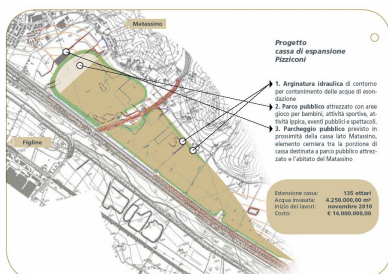 Matassino
Progetto
cassa di espansione
Pizziconi
1. Arginatura idraulica di contorno
per contenimento delle acque di eson-
dazione
2. Parco pubblico attrezzato con aree
gioco per bambini, attività sportive, at-
tività ippica, eventi pubblici e spettacoli.
3. Parcheggio pubblico previsto in
prossimità della cassa lato Matassino,
elemento cerniera tra la porzione di
cassa destinata a parco pubblico attrez-
zato e l'abitato del Matassino
Figline
Estensione cassa: 135 ettari
Acqua invasata: 4.250.000,00 m³
Inizio dei lavori: novembre 2010
Costo: € 14.000.000,00